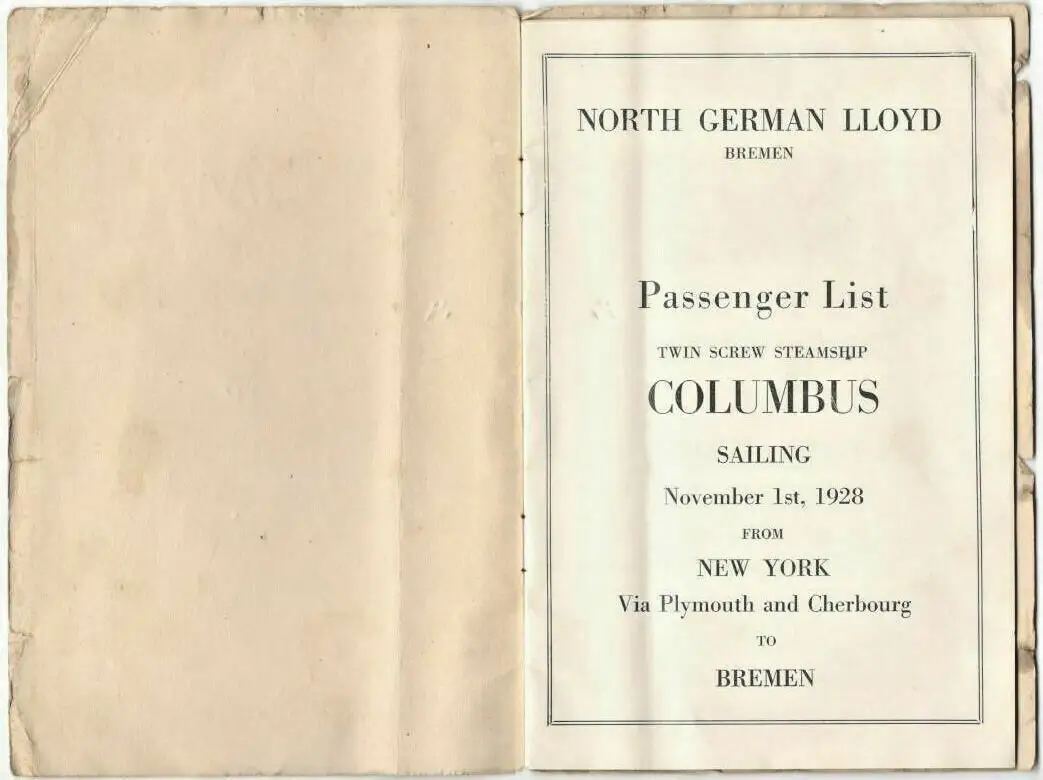 NORTH GERMAN LLOYD
BREMEN
Passenger List
TWIN SCREW STEAMSHIP
COLUMBUS
SAILING
November 1st, 1928
FROM
NEW YORK
Via Plymouth and Cherbourg
TO
BREMEN